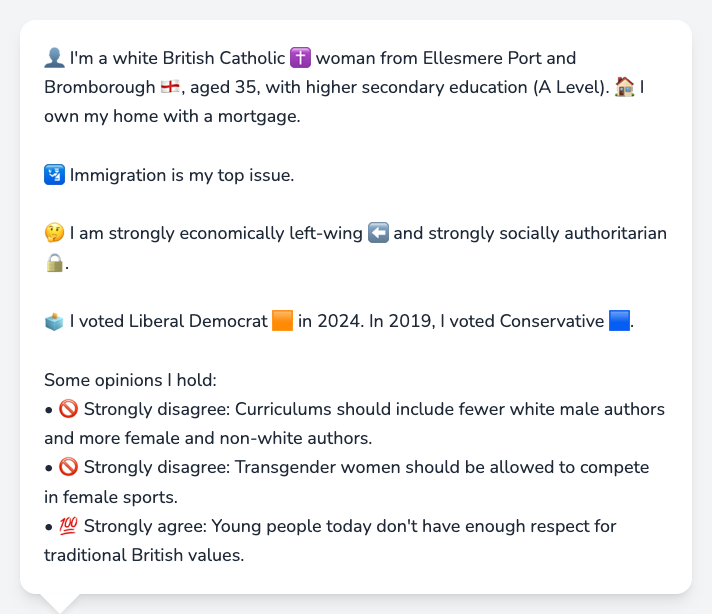 👤 I'm a white British Catholic ✝️ woman from Ellesmere Port and
Bromborough 🏴󠁧󠁢󠁥󠁮󠁧󠁿, aged 35, with higher secondary education (A Level). 🏠 I
own my home with a mortgage.
🛂 Immigration is my top issue.
🤔 I am strongly economically left-wing ⬅️ and strongly socially authoritarian
🔒.
🗳️ I voted Liberal Democrat 🟧 in 2024. In 2019, I voted Conservative 🟦.
Some opinions I hold:
• 🚫 Strongly disagree: Curriculums should include fewer white male authors
and more female and non-white authors.
• 🚫 Strongly disagree: Transgender women should be allowed to compete
in female sports.
• 💯 Strongly agree: Young people today don't have enough respect for
traditional British values.